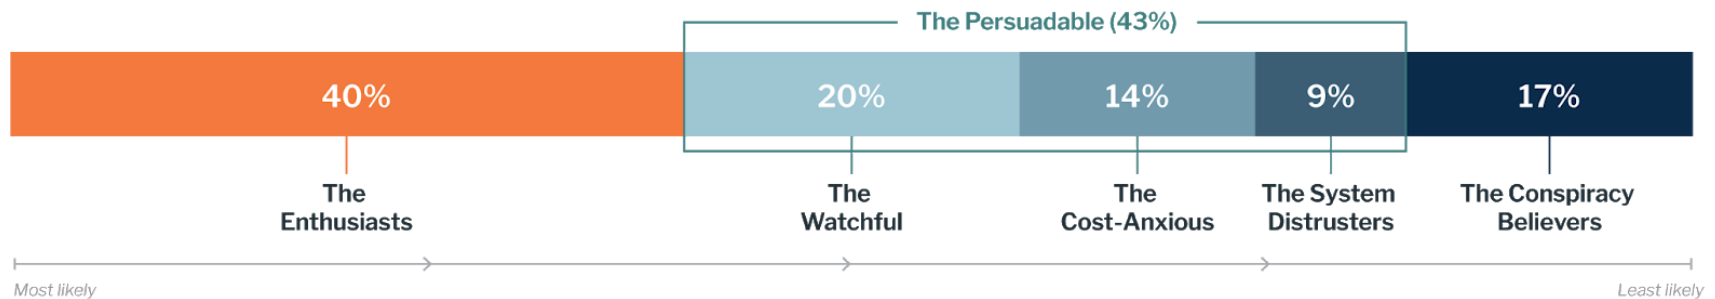 The Persuadable (43%)
40%
20%
14%
9%
17%
The
Enthusiasts
The
Watchful
The
Cost-Anxious
The System
Distrusters
The Conspiracy
Believers
Most likely
Least likely